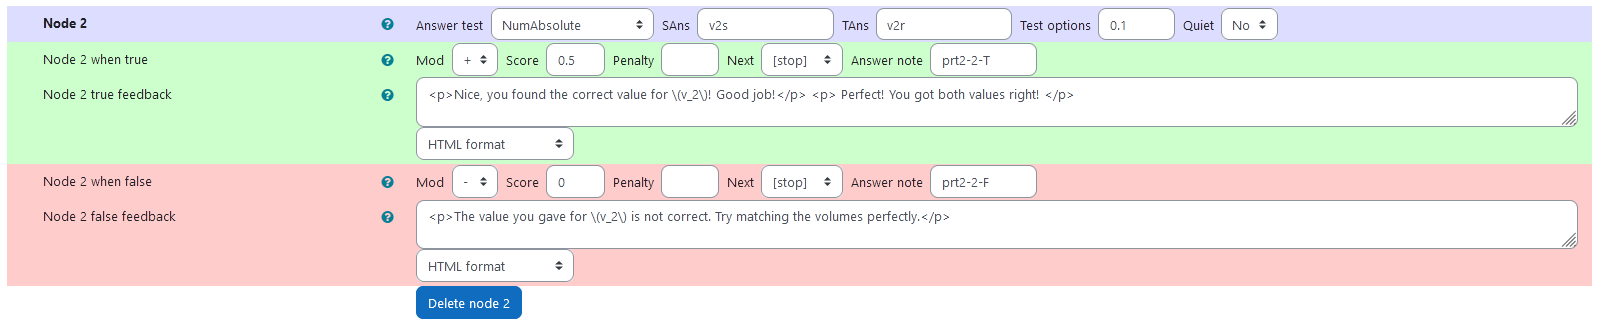 Node 2 Answer test NumAbsolute SAns v2s TAns v2r Test options 0.1 Quiet No
Node 2 when true Mod + Score 0.5 Penalty Next [stop] Answer note prt2-2-T
Node 2 true feedback <p>Nice, you found the correct value for \(v_2\)! Good job!</p> <p> Perfect! You got both values right! </p>
HTML format
Node 2 when false Mod - Score 0 Penalty Next [stop] Answer note prt2-2-F
Node 2 false feedback <p>The value you gave for \(v_2\) is not correct. Try matching the volumes perfectly.</p>
HTML format
Delete node 2